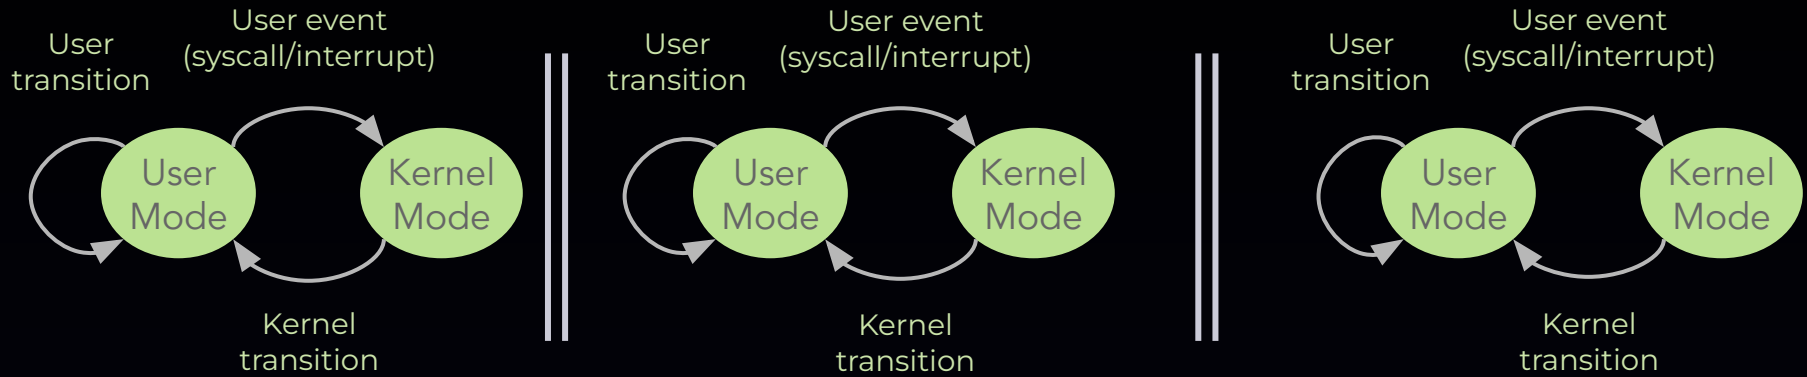 User
transition
User event
(syscall/interrupt)
User
Mode
Kernel
Mode
Kernel
transition
User
transition
User event
(syscall/interrupt)
User
Mode
Kernel
Mode
Kernel
transition
User
transition
User event
(syscall/interrupt)
User
Mode
Kernel
Mode
Kernel
transition